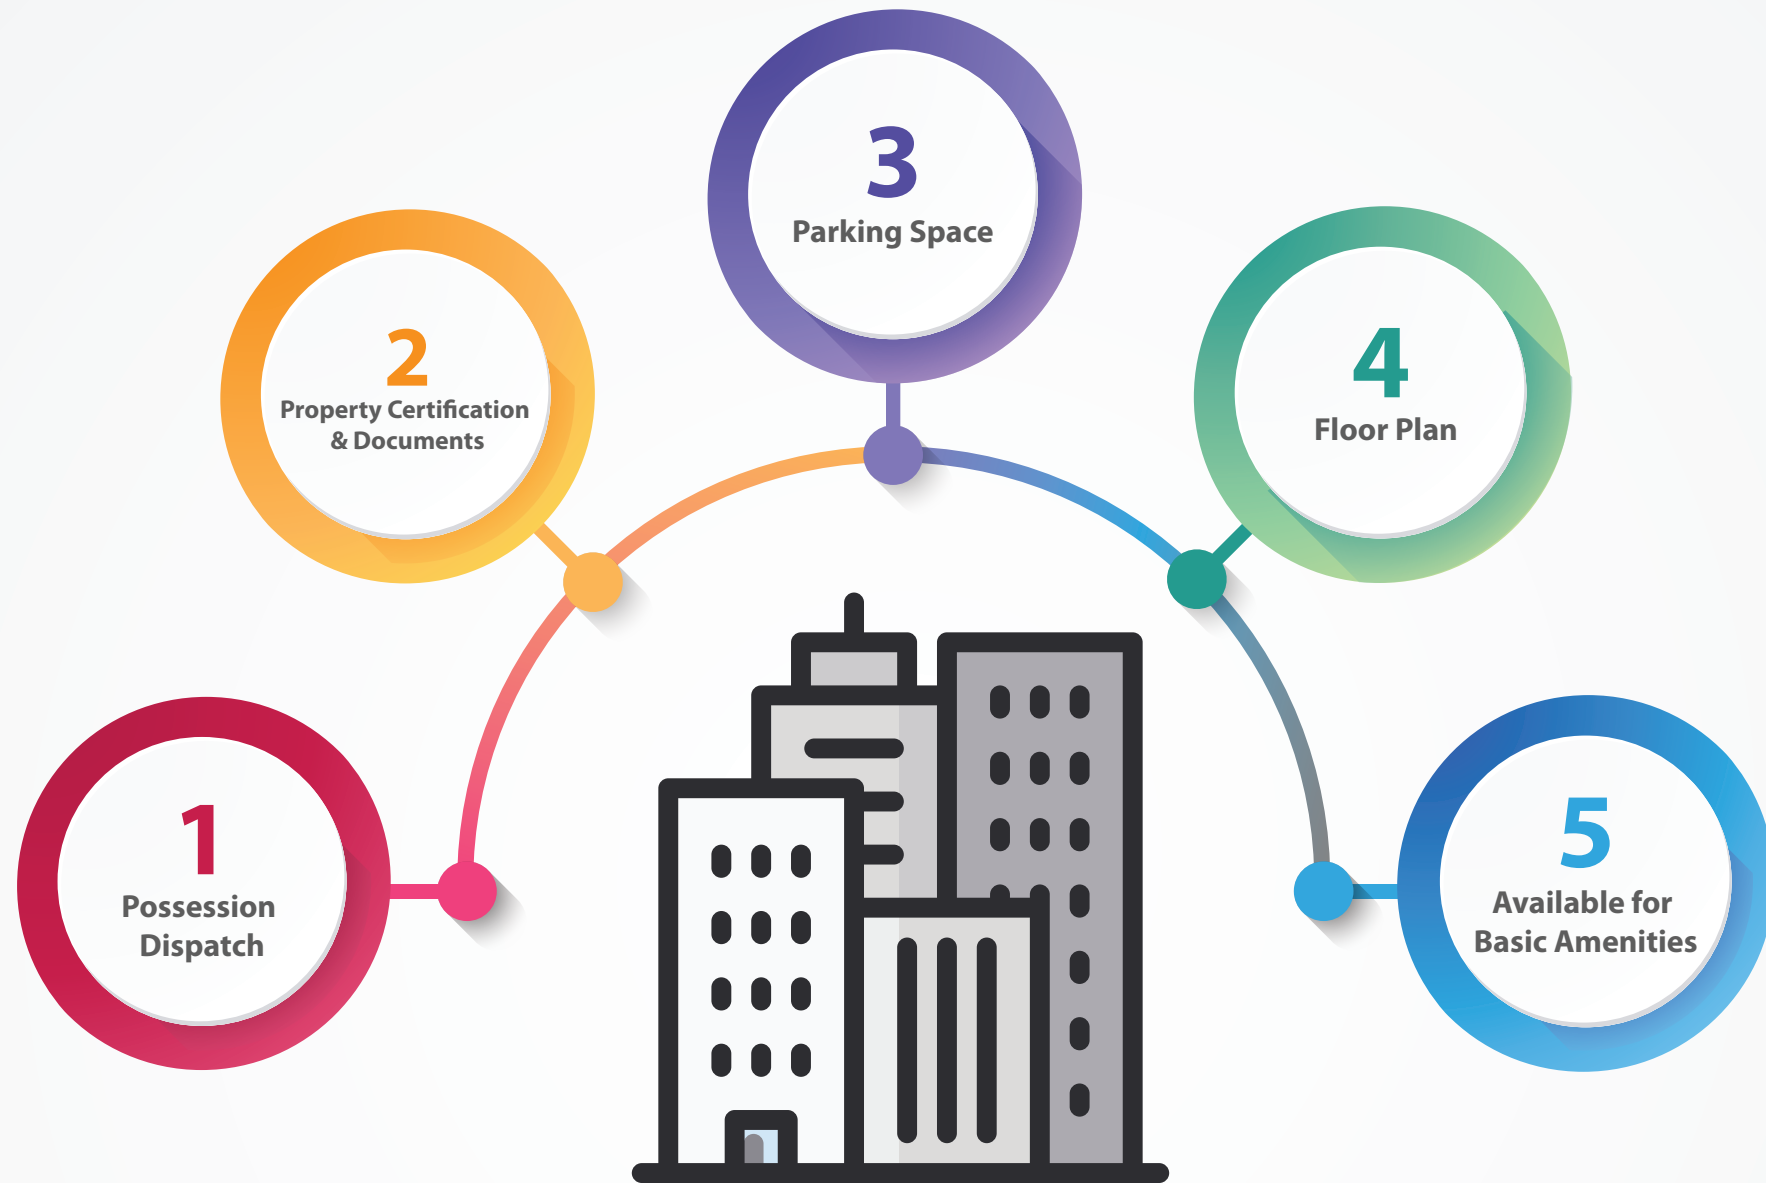 1
Possession
Dispatch
2
Property Certification
& Documents
3
Parking Space
4
Floor Plan
5
Available for
Basic Amenities